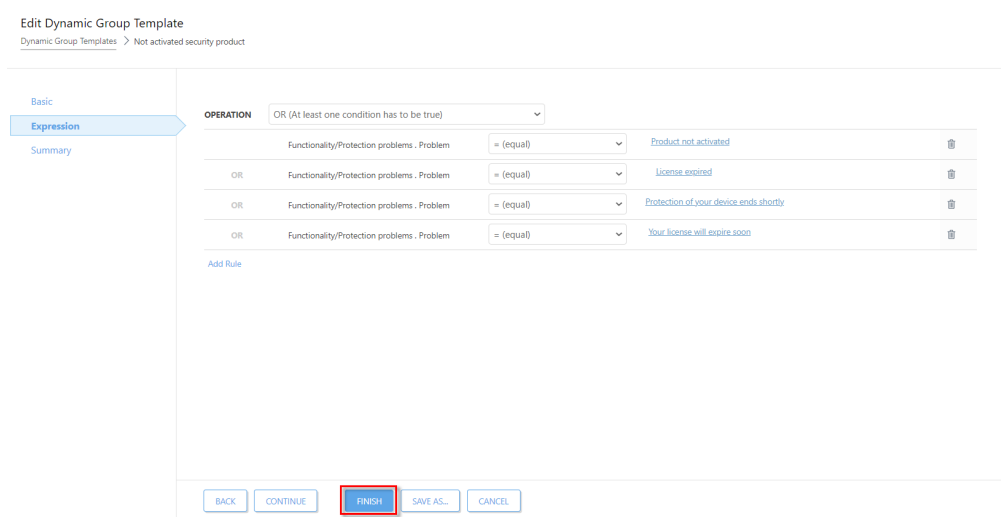 Edit Dynamic Group Template
Dynamic Group Templates > Not activated security product
Basic
Expression
Summary
OPERATION OR (At least one condition has to be true)
Functionality/Protection problems . Problem = (equal) Product not activated
OR Functionality/Protection problems . Problem = (equal) License expired
OR Functionality/Protection problems . Problem = (equal) Protection of your device ends shortly
OR Functionality/Protection problems . Problem = (equal) Your license will expire soon
Add Rule
BACK CONTINUE FINISH SAVE AS... CANCEL